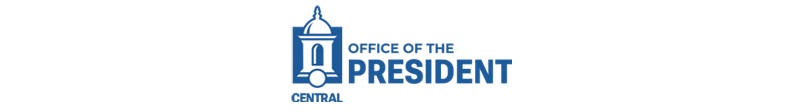 OFFICE OF THE
PRESIDENT
CENTRAL